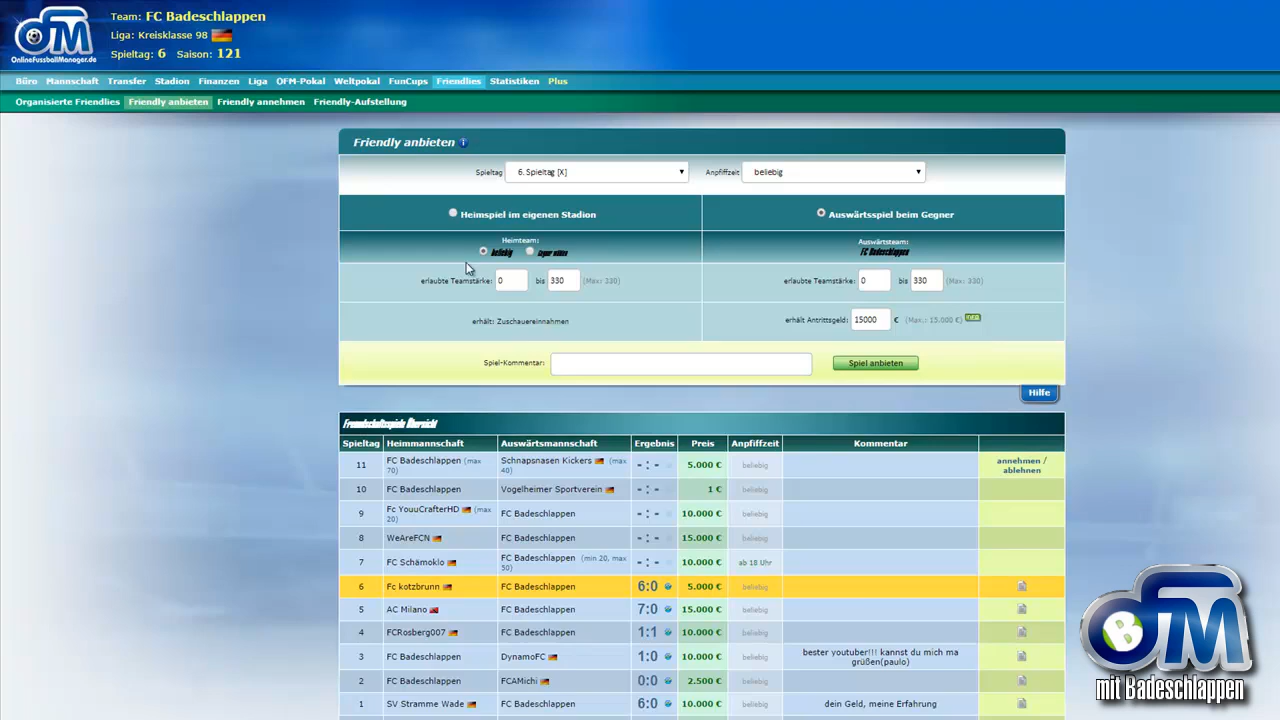 OFM
OnlineFussballManager.de
Team: FC Badeschlappen
Liga: Kreisklasse 98
Spieltag: 6 Saison: 121
Büro Mannschaft Transfer Stadion Finanzen Liga OFM-Pokal Weltpokal FunCups Friendlies Statistiken Plus
Organisierte Friendlies Friendly anbieten Friendly annehmen Friendly-Aufstellung
Friendly anbieten i
Spieltag 6. Spieltag [X] Anpfiffzeit beliebig
Heimspiel im eigenen Stadion Auswärtsspiel beim Gegner
Heimteam: Auswärtsteam:
beliebig Gegner wählen FC Badeschlappen
erlaubte Teamstärke: 0 bis 330 (Max: 330) erlaubte Teamstärke: 0 bis 330 (Max: 330)
erhält: Zuschauereinnahmen erhält Antrittsgeld: 15000 € (Max.: 15.000 €)
Spiel-Kommentar: Spiel anbieten
Hilfe
Freundschaftsspiele Übersicht
Spieltag Heimmannschaft Auswärtsmannschaft Ergebnis Preis Anpfiffzeit Kommentar
11 FC Badeschlappen (max 70) Schnapsnasen Kickers (max 40) - : - 5.000 € beliebig annehmen / ablehnen
10 FC Badeschlappen Vogelheimer Sportverein - : - 1 € beliebig
9 Fc YouuCrafterHD (max 20) FC Badeschlappen - : - 10.000 € beliebig
8 WeAreFCN FC Badeschlappen - : - 15.000 € beliebig
7 FC Schämoklo FC Badeschlappen (min 20, max 50) - : - 10.000 € ab 18 Uhr
6 Fc kotzbrunn FC Badeschlappen 6:0 5.000 € beliebig
5 AC Milano FC Badeschlappen 7:0 15.000 € beliebig
4 FCRosberg007 FC Badeschlappen 1:1 10.000 € beliebig
3 FC Badeschlappen DynamoFC 1:0 10.000 € beliebig bester youtuber!!! kannst du mich ma grüßen(paulo)
2 FC Badeschlappen FCAMichi 0:0 2.500 € beliebig
1 SV Stramme Wade FC Badeschlappen 6:0 10.000 € beliebig dein Geld, meine Erfahrung
OFM
B
mit Badeschlappen